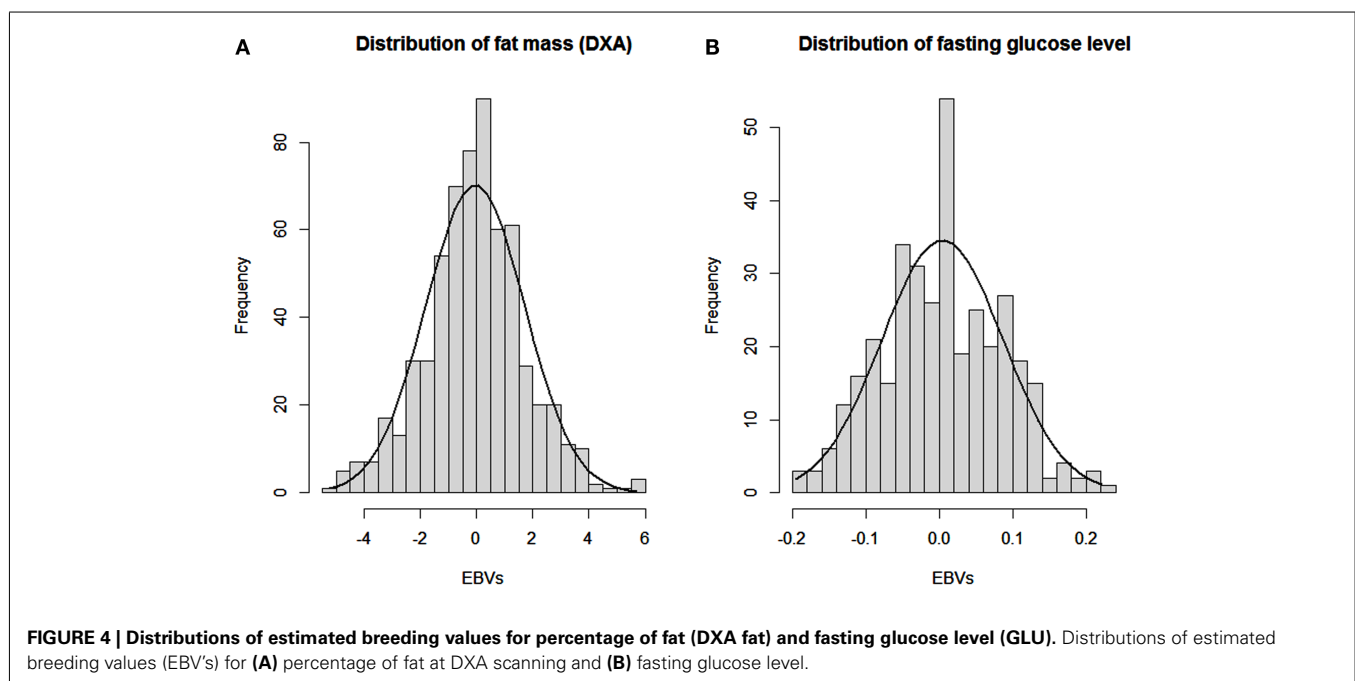 A Distribution of fat mass (DXA)
B Distribution of fasting glucose level
Frequency
0 20 40 60 80
-4 -2 0 2 4 6
EBVs
Frequency
0 10 20 30 40 50
-0.2 -0.1 0.0 0.1 0.2
EBVs
FIGURE 4 | Distributions of estimated breeding values for percentage of fat (DXA fat) and fasting glucose level (GLU). Distributions of estimated
breeding values (EBV's) for (A) percentage of fat at DXA scanning and (B) fasting glucose level.